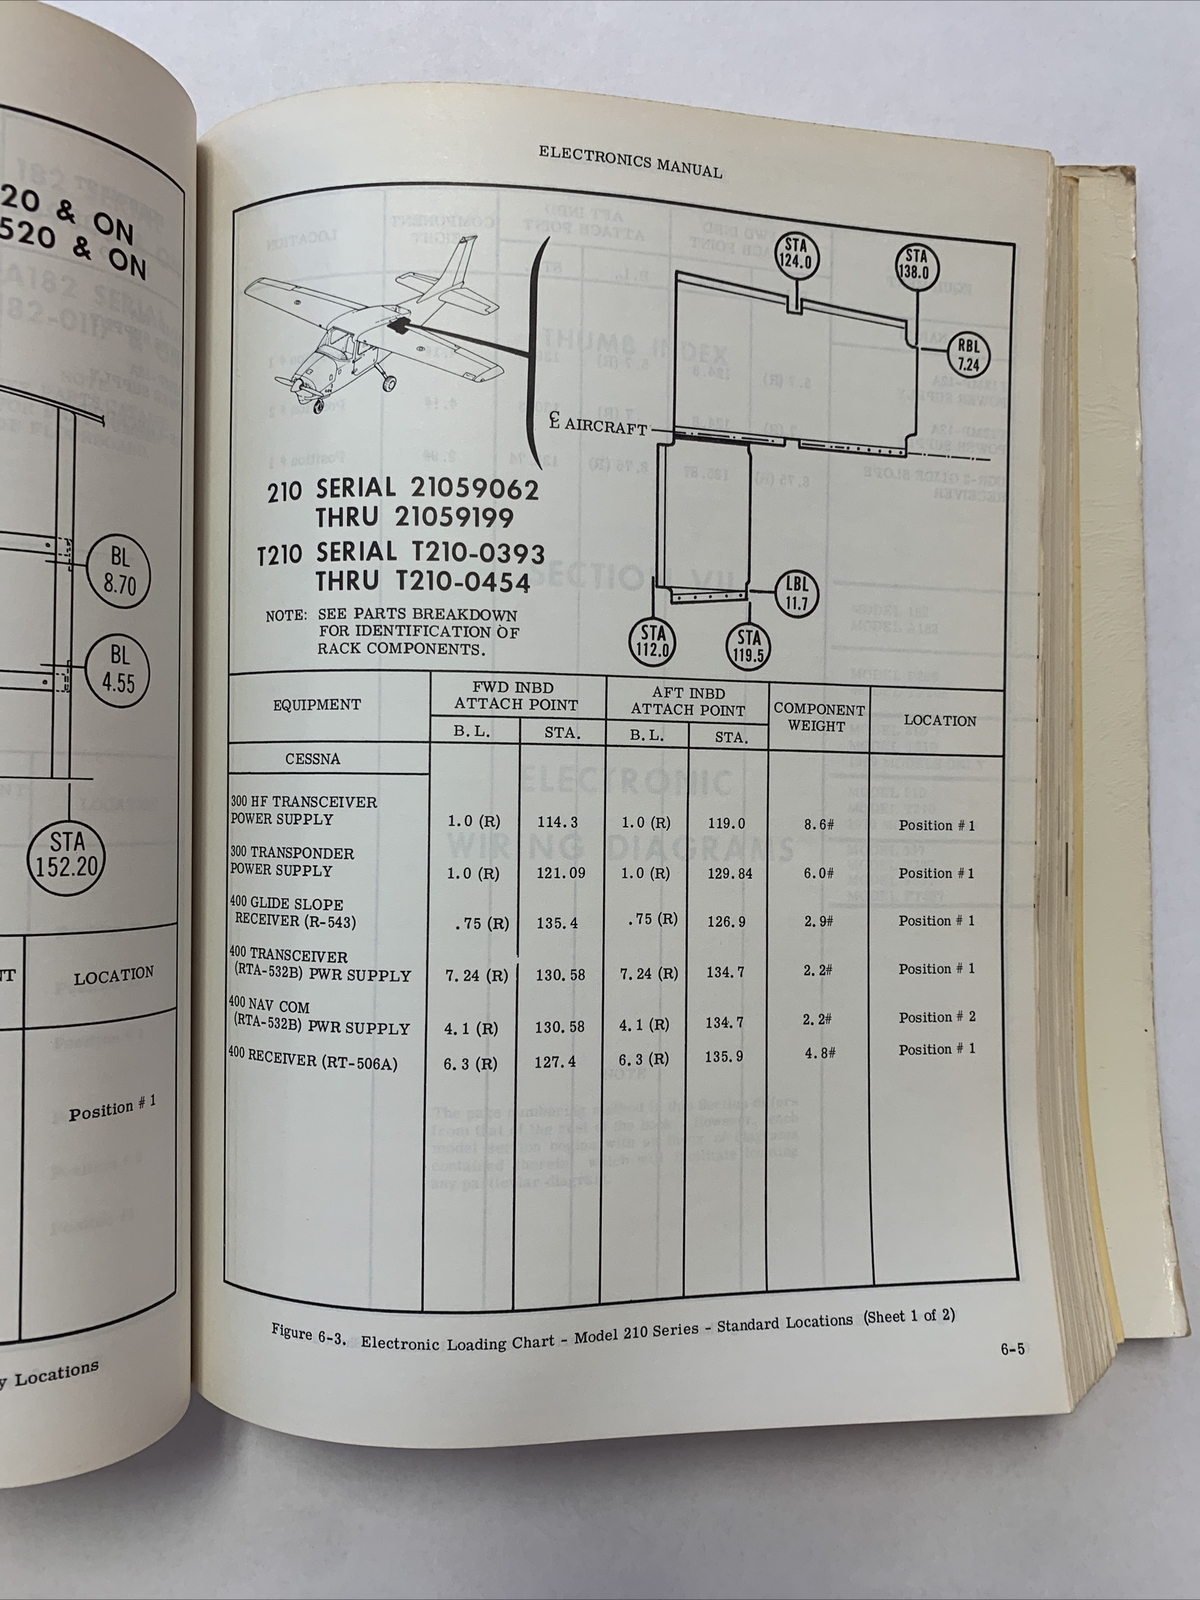 20 & ON
520 & ON
BL
8.70
BL
4.55
STA
152.20
LOCATION
Position # 1
Locations
ELECTRONICS MANUAL
STA
124.0
STA
138.0
RBL
7.24
℄ AIRCRAFT
LBL
11.7
STA
112.0
STA
119.5
210 SERIAL 21059062
THRU 21059199
T210 SERIAL T210-0393
THRU T210-0454
NOTE: SEE PARTS BREAKDOWN
FOR IDENTIFICATION OF
RACK COMPONENTS.
EQUIPMENT
FWD INBD
ATTACH POINT
AFT INBD
ATTACH POINT
COMPONENT
WEIGHT
LOCATION
B. L. STA. B. L. STA.
CESSNA
300 HF TRANSCEIVER
POWER SUPPLY 1.0 (R) 114.3 1.0 (R) 119.0 8.6# Position # 1
300 TRANSPONDER
POWER SUPPLY 1.0 (R) 121.09 1.0 (R) 129.84 6.0# Position # 1
400 GLIDE SLOPE
RECEIVER (R-543) .75 (R) 135.4 .75 (R) 126.9 2.9# Position # 1
400 TRANSCEIVER
(RTA-532B) PWR SUPPLY 7.24 (R) 130.58 7.24 (R) 134.7 2.2# Position # 1
400 NAV COM
(RTA-532B) PWR SUPPLY 4.1 (R) 130.58 4.1 (R) 134.7 2.2# Position # 2
400 RECEIVER (RT-506A) 6.3 (R) 127.4 6.3 (R) 135.9 4.8# Position # 1
Figure 6-3. Electronic Loading Chart - Model 210 Series - Standard Locations (Sheet 1 of 2)
6-5